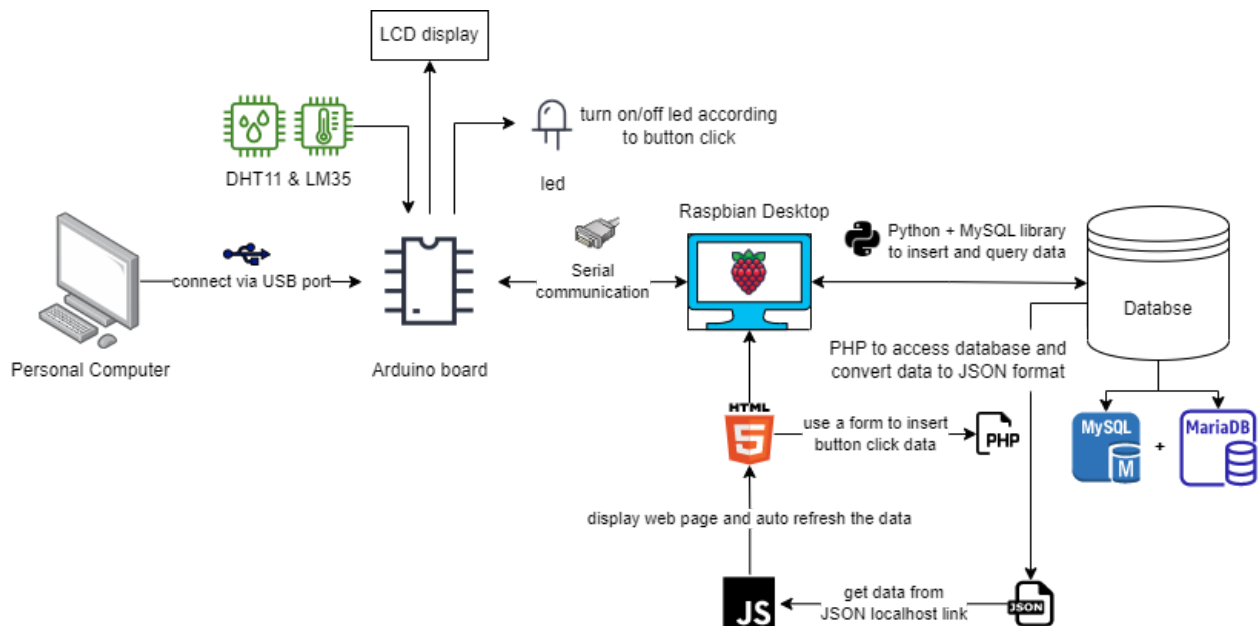 LCD display
turn on/off led according
to button click
DHT11 & LM35
led
Raspbian Desktop
Python + MySQL library
to insert and query data
connect via USB port
Serial
communication
Databse
Personal Computer
Arduino board
PHP to access database and
convert data to JSON format
HTML
5
use a form to insert
button click data
PHP
MySQL
M
+
MariaDB
display web page and auto refresh the data
JS
get data from
JSON localhost link
JSON